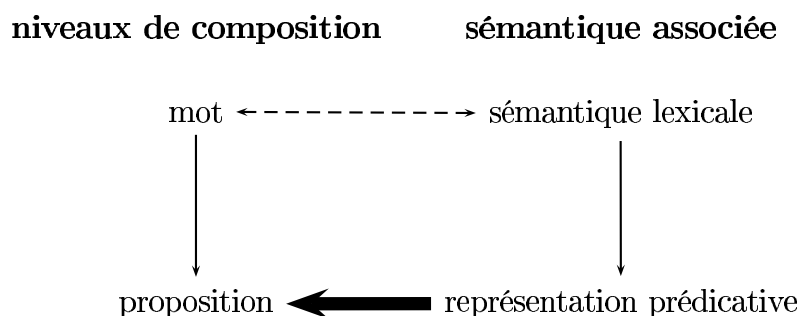 niveaux de composition sémantique associée
mot sémantique lexicale
proposition représentation prédicative